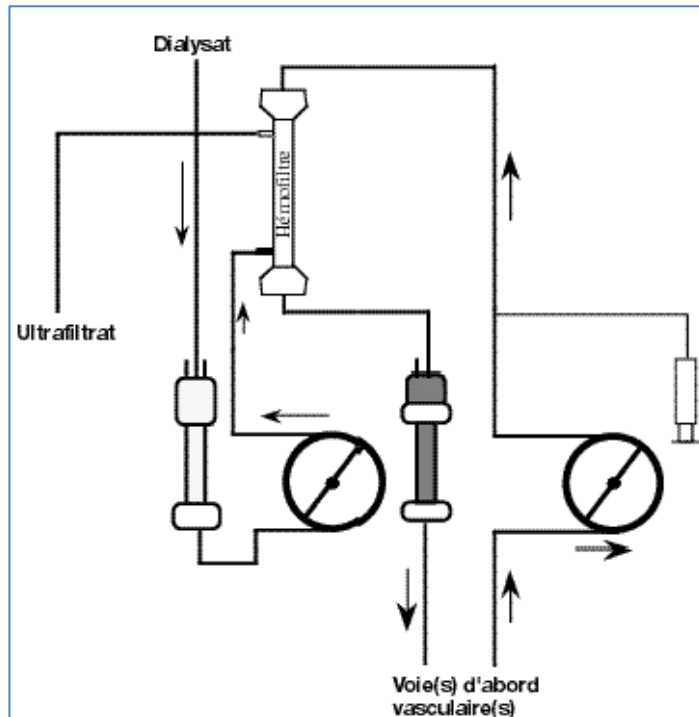 Dialysat
Hémofiltre
Ultrafiltrat
Voie(s) d'abord
vasculaire(s)